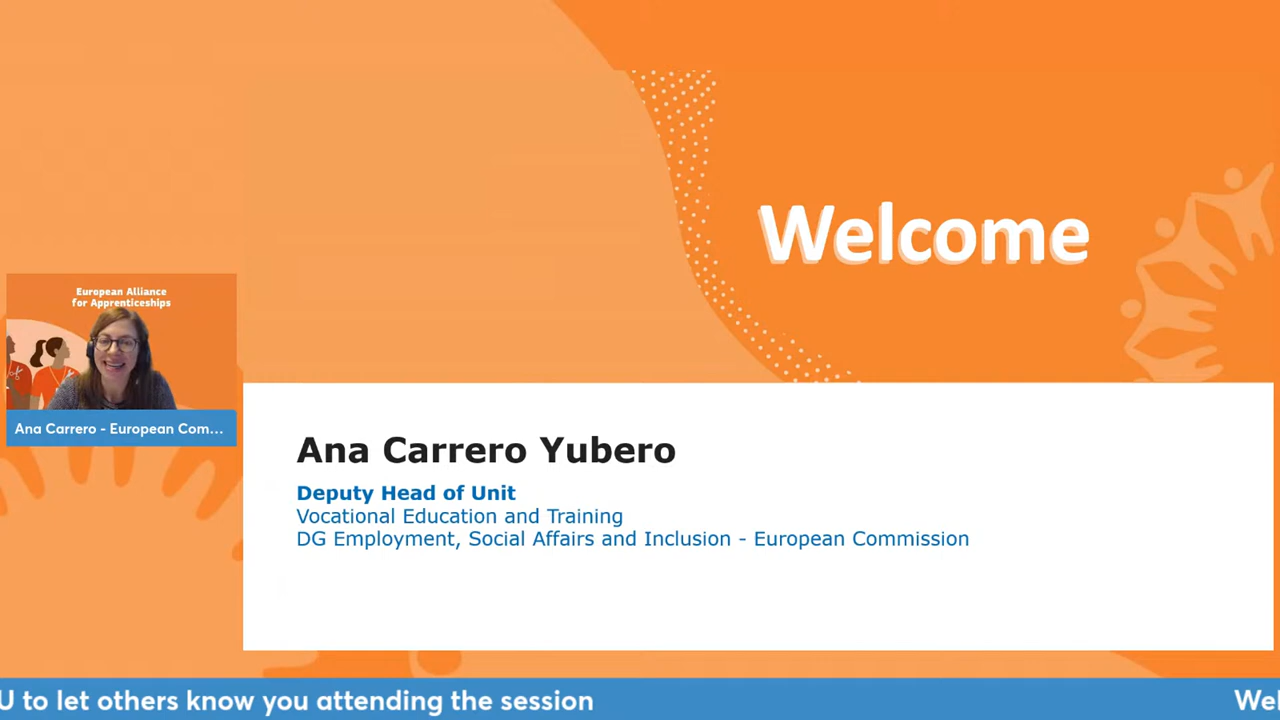 Welcome
European Alliance
for Apprenticeships
Ana Carrero - European Com...
Ana Carrero Yubero
Deputy Head of Unit
Vocational Education and Training
DG Employment, Social Affairs and Inclusion - European Commission
U to let others know you attending the session
Wel